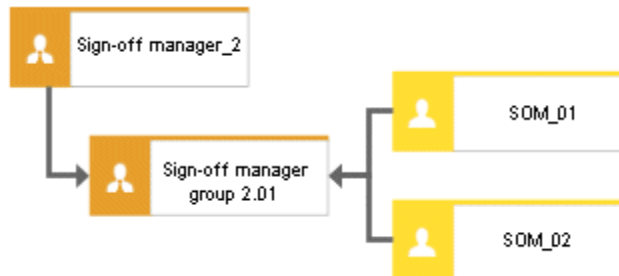 Sign-off manager_2
SOM_01
Sign-off manager
group 2.01
SOM_02